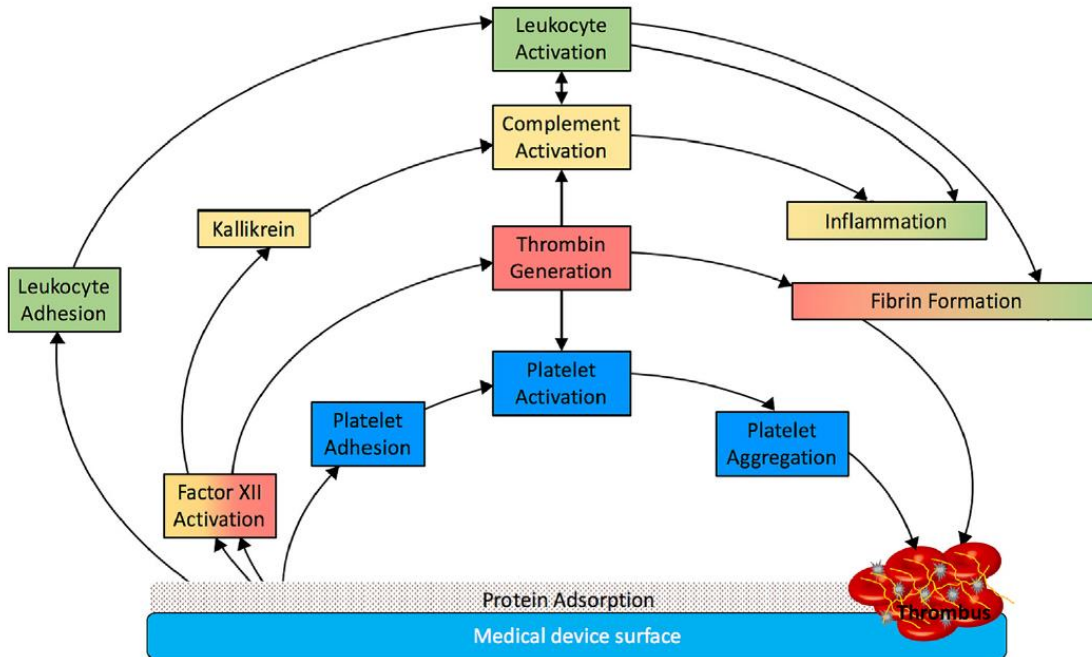 Leukocyte
Activation
Complement
Activation
Kallikrein
Inflammation
Thrombin
Generation
Leukocyte
Adhesion
Fibrin Formation
Platelet
Activation
Platelet
Adhesion
Platelet
Aggregation
Factor XII
Activation
Protein Adsorption
Thrombus
Medical device surface